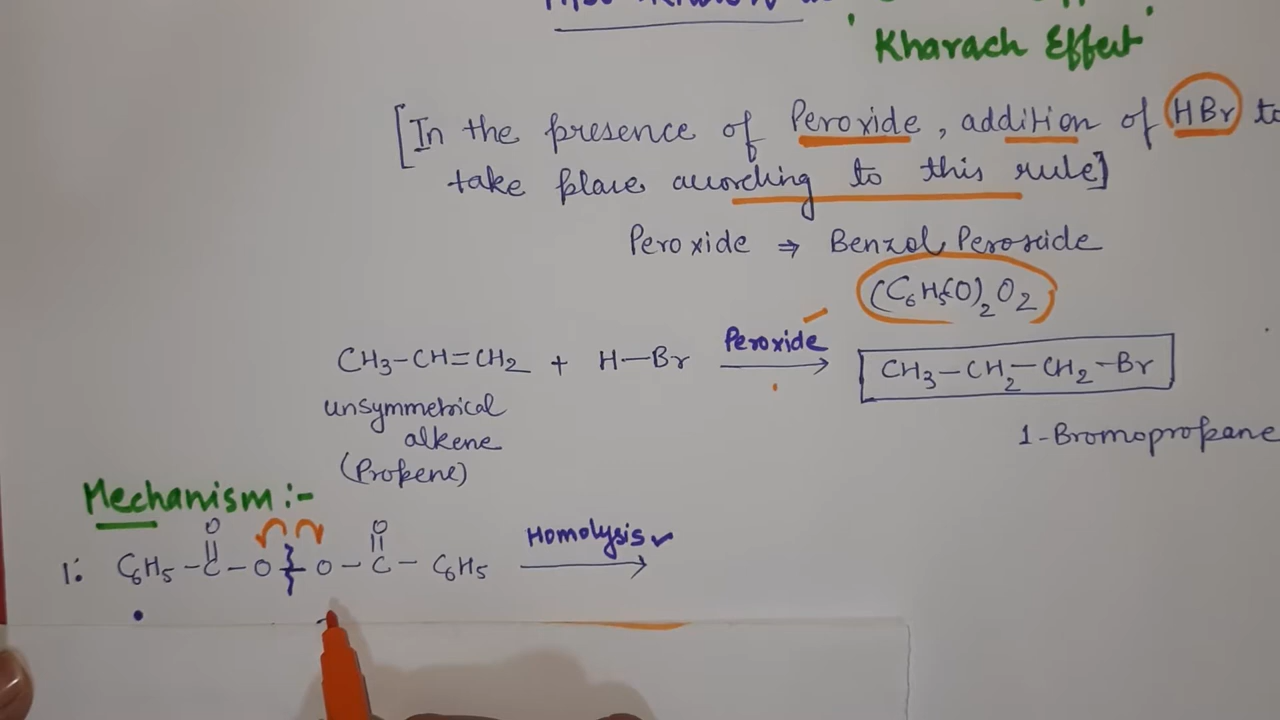 'Kharach Effect'
[In the presence of Peroxide, addition of HBr to
take place according to this rule]
Peroxide ⇒ Benzol Peroxide
(C6H5CO)2O2
CH3-CH=CH2 + H-Br Peroxide → CH3-CH2-CH2-Br
unsymmetrical
alkene
(Propene)
1-Bromopropane
Mechanism:-
O O
1: C6H5-C-O-O-C-C6H5 Homolysis →